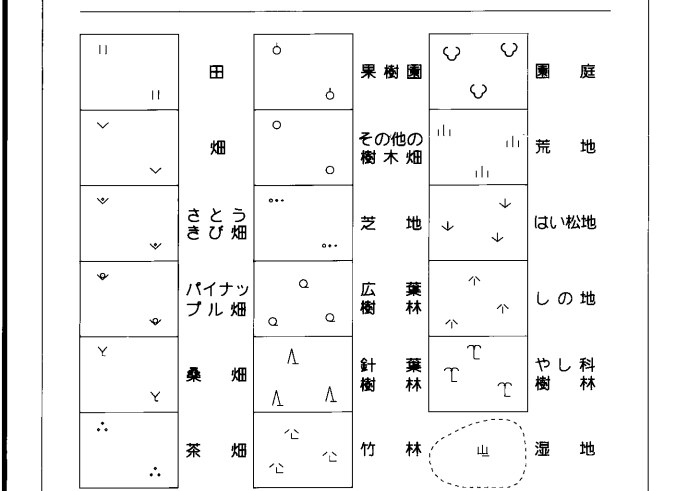 田
果樹園
園庭
畑
その他の
樹木畑
荒地
さとう
きび畑
芝地
はい松地
パイナッ
プル畑
広葉
樹林
しの地
桑畑
針葉
樹林
やし科
樹林
茶畑
竹林
湿地